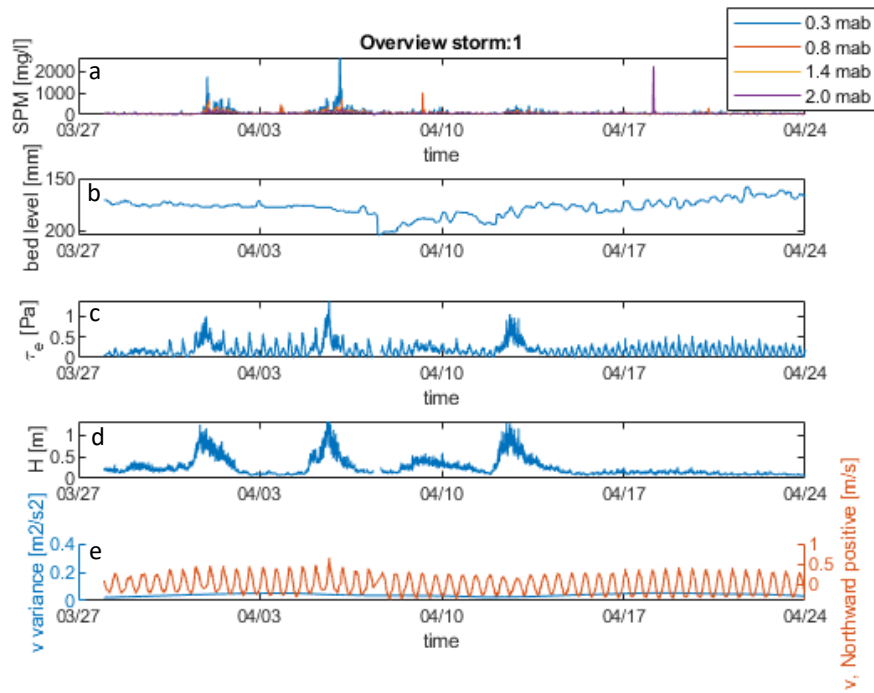 Overview storm:1
0.3 mab
0.8 mab
1.4 mab
2.0 mab
a
SPM [mg/l]
2000
1000
0
03/27 04/03 04/10 04/17 04/24
time
b
bed level [mm]
150
200
03/27 04/03 04/10 04/17 04/24
c
τe [Pa]
1
0.5
0
03/27 04/03 04/10 04/17 04/24
d
H [m]
1
0.5
0
03/27 04/03 04/10 04/17 04/24
e
v variance [m2/s2]
0.4
0.2
0
1
0.5
0
v, Northward positive [m/s]
03/27 04/03 04/10 04/17 04/24
time